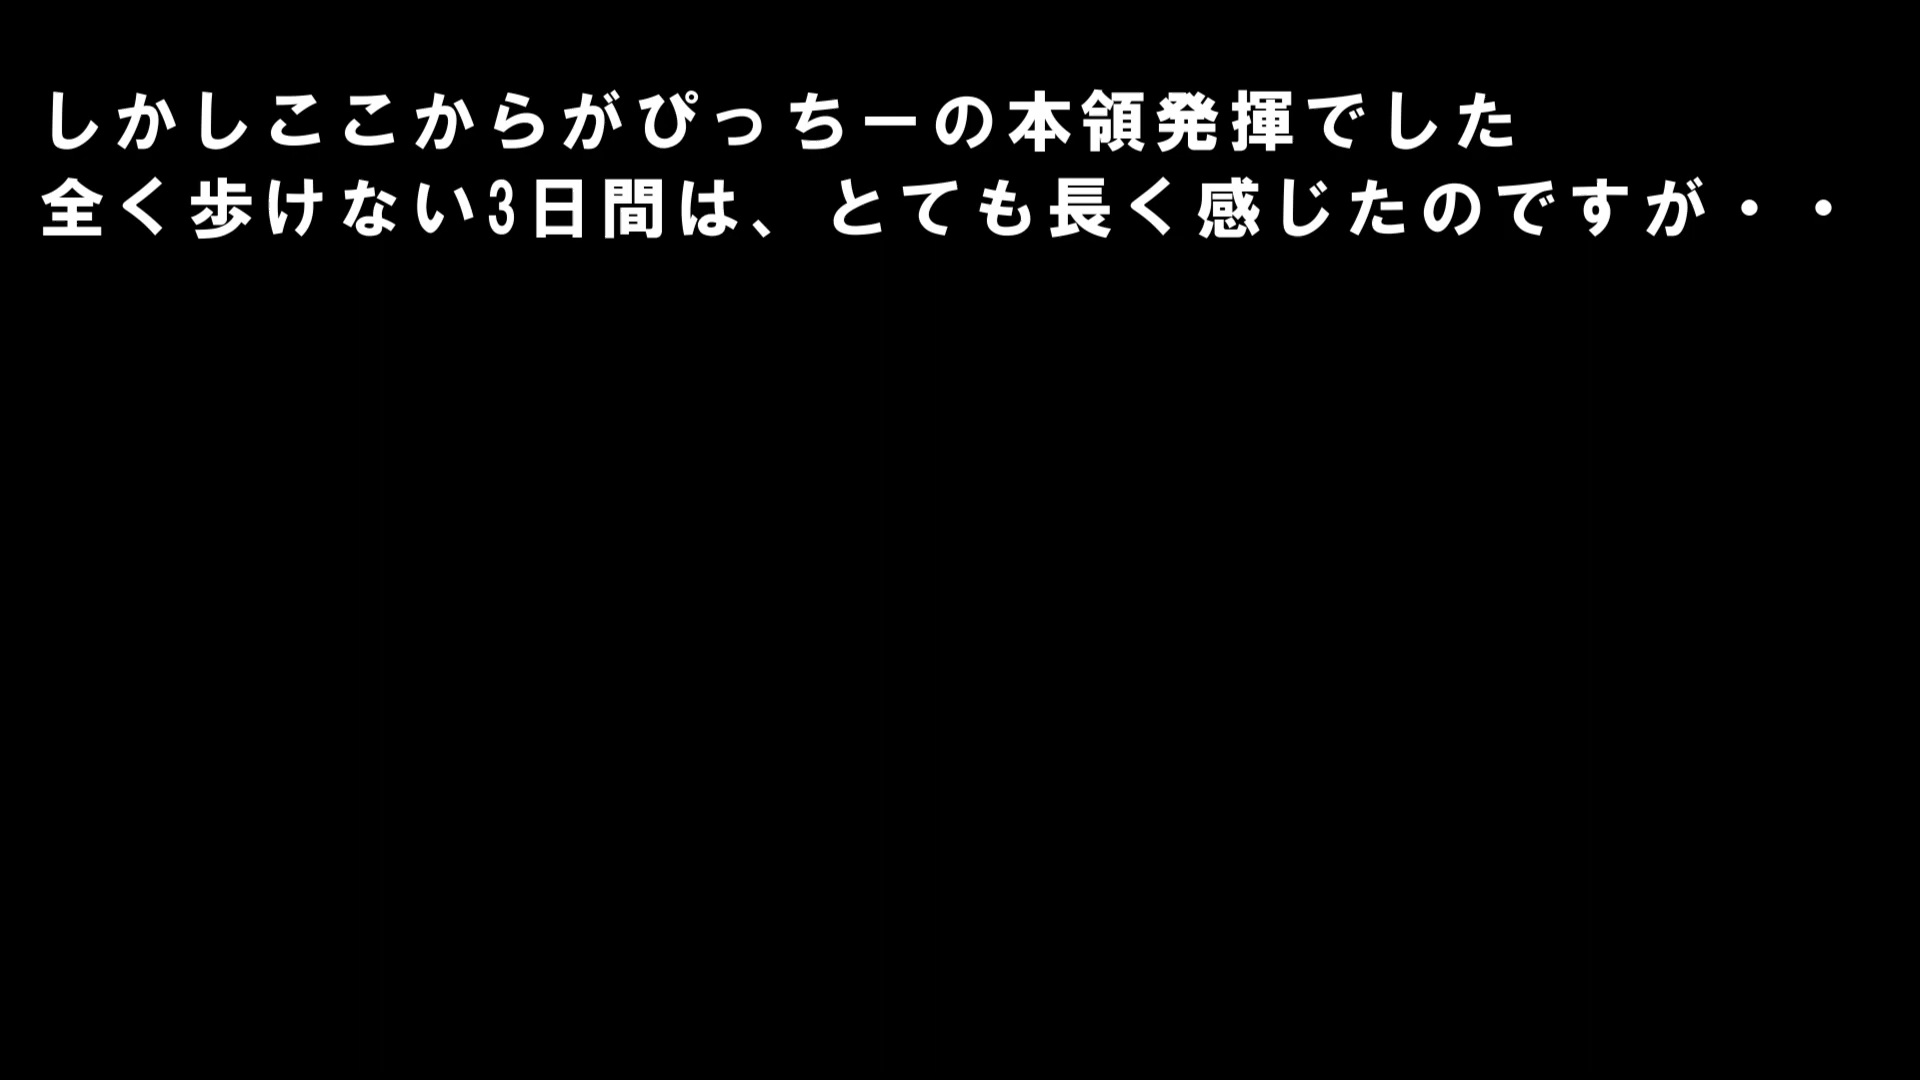 しかしここからがぴっちーの本領発揮でした
全く歩けない3日間は、とても長く感じたのですが・・